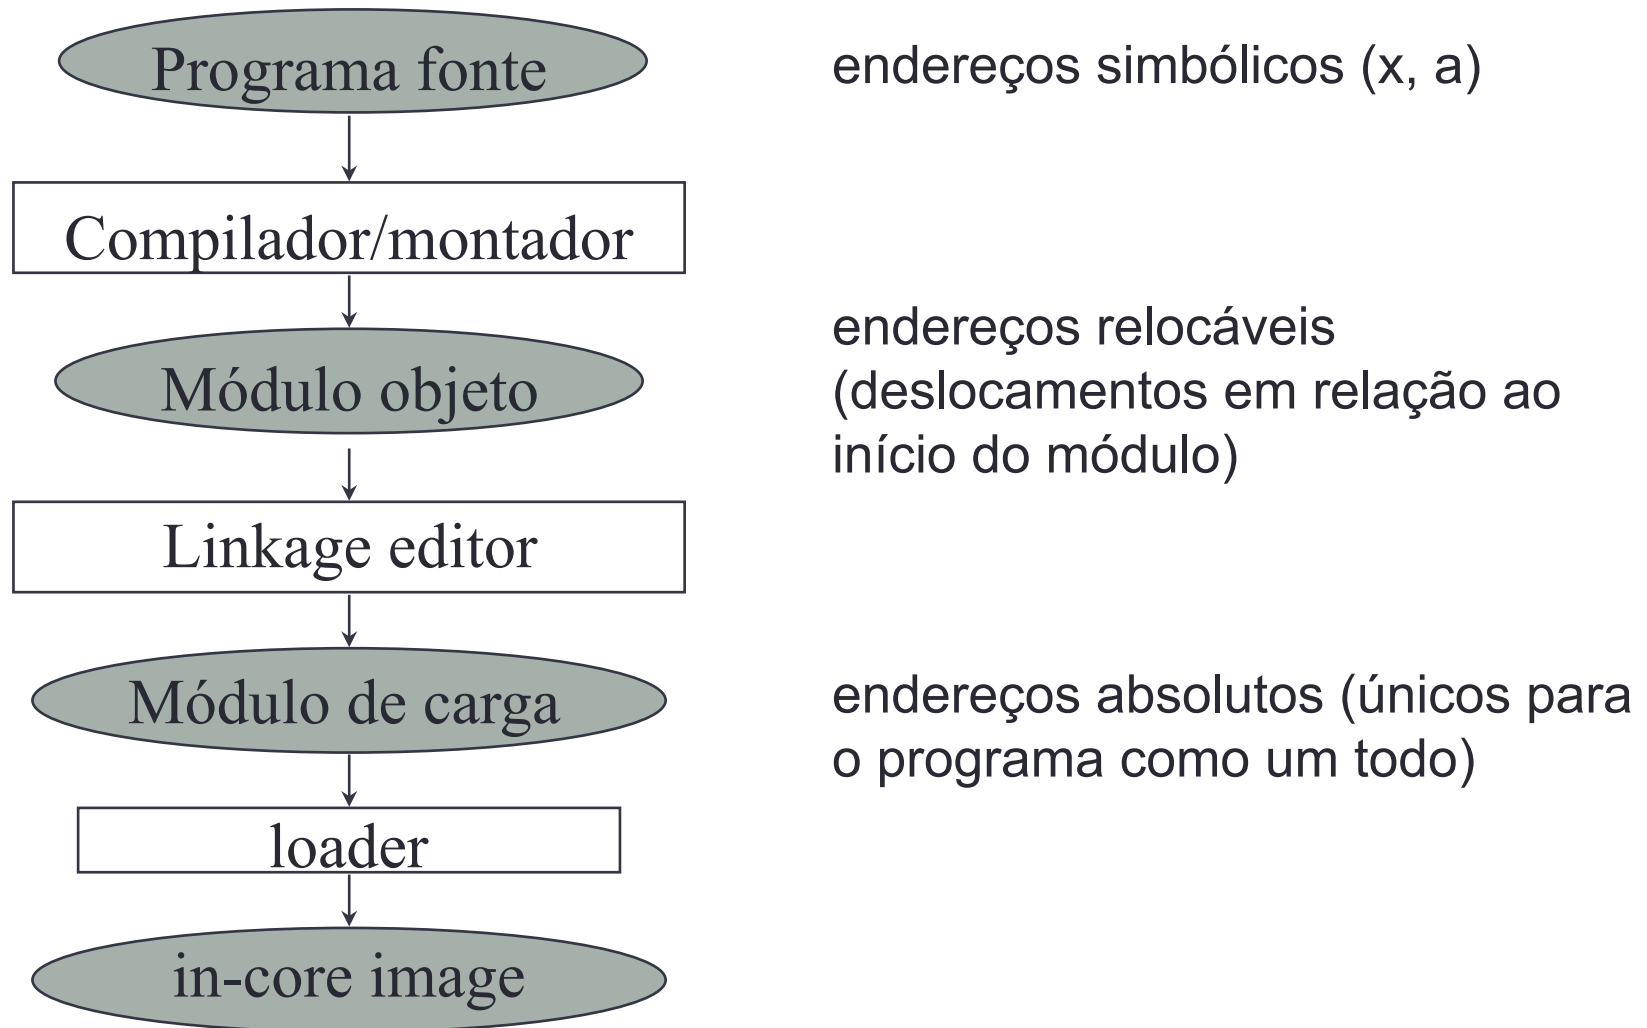 Programa fonte
endereços simbólicos (x, a)
Compilador/montador
Módulo objeto
endereços relocáveis
(deslocamentos em relação ao
início do módulo)
Linkage editor
Módulo de carga
endereços absolutos (únicos para
o programa como um todo)
loader
in-core image